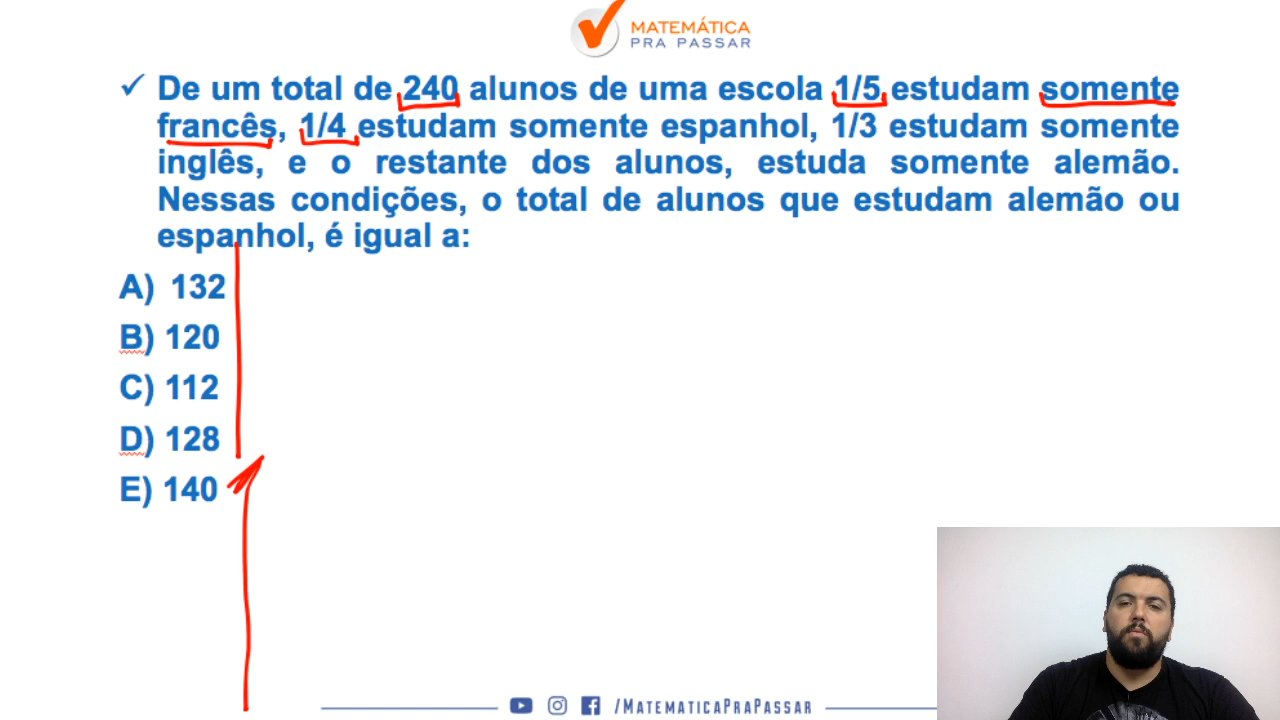 MATEMÁTICA
PRA PASSAR
✓ De um total de 240 alunos de uma escola 1/5 estudam somente
francês, 1/4 estudam somente espanhol, 1/3 estudam somente
inglês, e o restante dos alunos, estuda somente alemão.
Nessas condições, o total de alunos que estudam alemão ou
espanhol, é igual a:
A) 132
B) 120
C) 112
D) 128
E) 140
/MATEMATICAPRAPASSAR